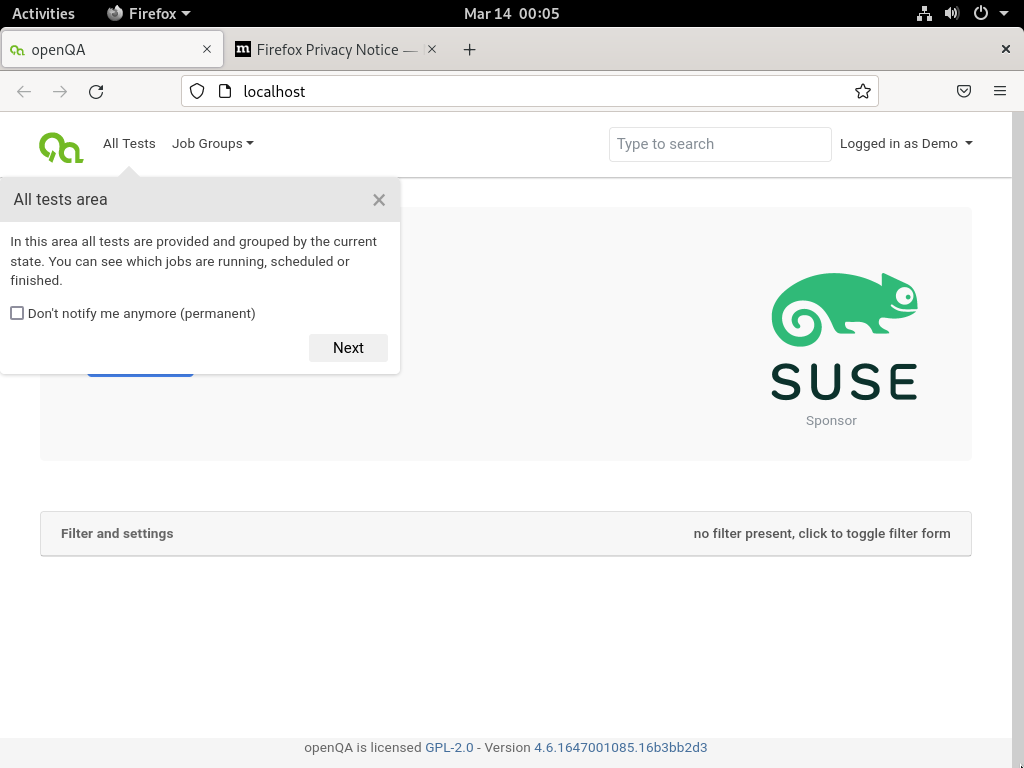 Activities Firefox Mar 14 00:05
openQA Firefox Privacy Notice —
localhost
All Tests Job Groups Type to search Logged in as Demo
All tests area
In this area all tests are provided and grouped by the current
state. You can see which jobs are running, scheduled or
finished.
Don't notify me anymore (permanent)
Next
SUSE
Sponsor
Filter and settings no filter present, click to toggle filter form
openQA is licensed GPL-2.0 - Version 4.6.1647001085.16b3bb2d3